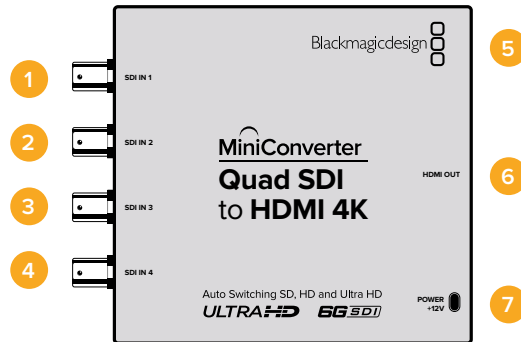 Blackmagicdesign
5
1
SDI IN 1
2
SDI IN 2
MiniConverter
Quad SDI
to HDMI 4K
HDMI OUT
6
3
SDI IN 3
4
SDI IN 4
Auto Switching SD, HD and Ultra HD
ULTRA HD 6G SDI
POWER
+12V
7